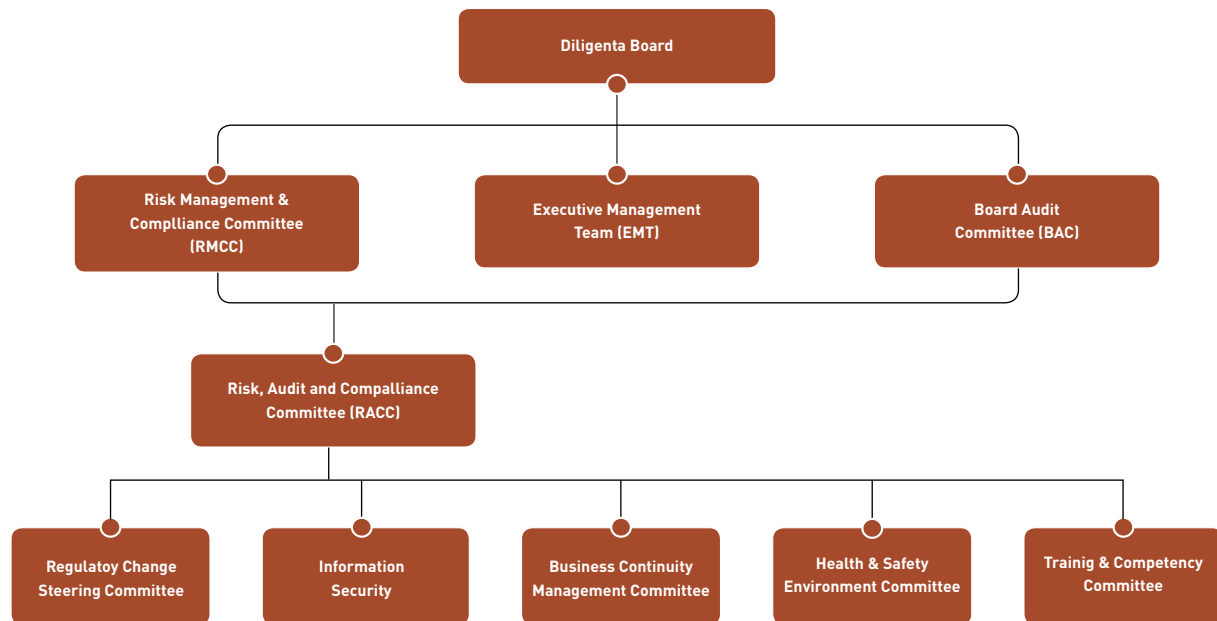 Diligenta Board
Risk Management &
Complliance Committee
(RMCC)
Executive Management
Team (EMT)
Board Audit
Committee (BAC)
Risk, Audit and Compalliance
Committee (RACC)
Regulatoy Change
Steering Committee
Information
Security
Business Continuity
Management Committee
Health & Safety
Environment Committee
Trainig & Competency
Committee